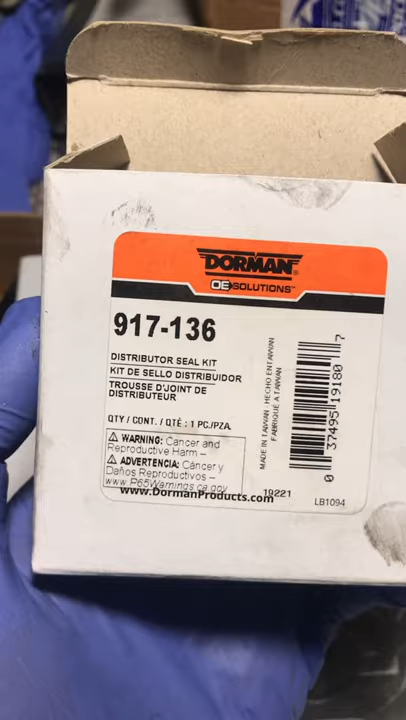 DORMAN®
OE SOLUTIONS™
917-136
DISTRIBUTOR SEAL KIT
KIT DE SELLO DISTRIBUIDOR
TROUSSE D'JOINT DE
DISTRIBUTEUR
QTY / CONT. / QTÉ : 1 PC./PZA.
⚠ WARNING: Cancer and
Reproductive Harm –
⚠ ADVERTENCIA: Cáncer y
Daños Reproductivos –
www.P65Warnings.ca.gov
www.DormanProducts.com
19221
LB1094
MADE IN TAIWAN - HECHO EN TAIWAN
FABRIQUÉ A TAIWAN
0 37495 19180 7